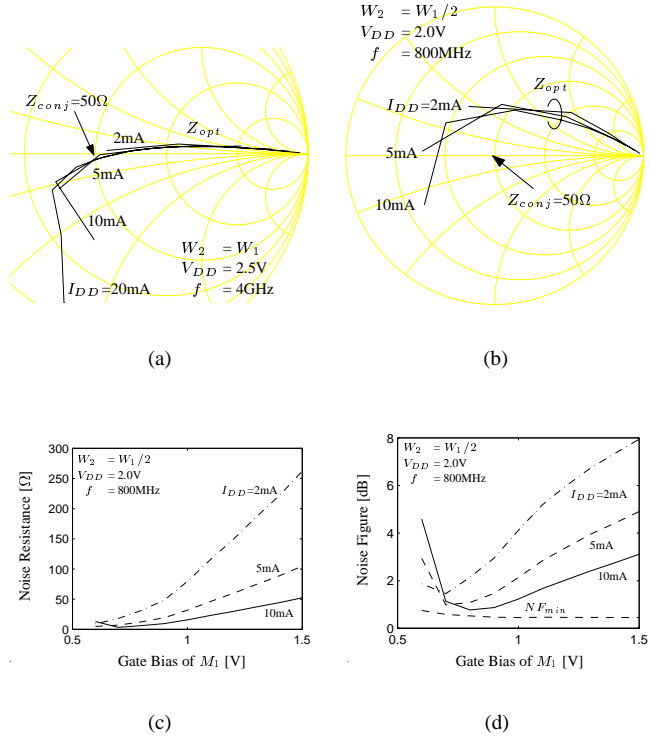 Z_conj=50Ω
Z_opt
2mA
5mA
10mA
W_2 = W_1
V_DD = 2.5V
f = 4GHz
I_DD=20mA
(a)
W_2 = W_1/2
V_DD = 2.0V
f = 800MHz
Z_opt
I_DD=2mA
5mA
10mA
Z_conj=50Ω
(b)
Noise Resistance [Ω]
300
250
200
150
100
50
0
0.5
1
1.5
W_2 = W_1/2
V_DD = 2.0V
f = 800MHz
I_DD=2mA
5mA
10mA
Gate Bias of M_1 [V]
(c)
Noise Figure [dB]
8
6
4
2
0
0.5
1
1.5
W_2 = W_1/2
V_DD = 2.0V
f = 800MHz
I_DD=2mA
5mA
10mA
NF_min
Gate Bias of M_1 [V]
(d)